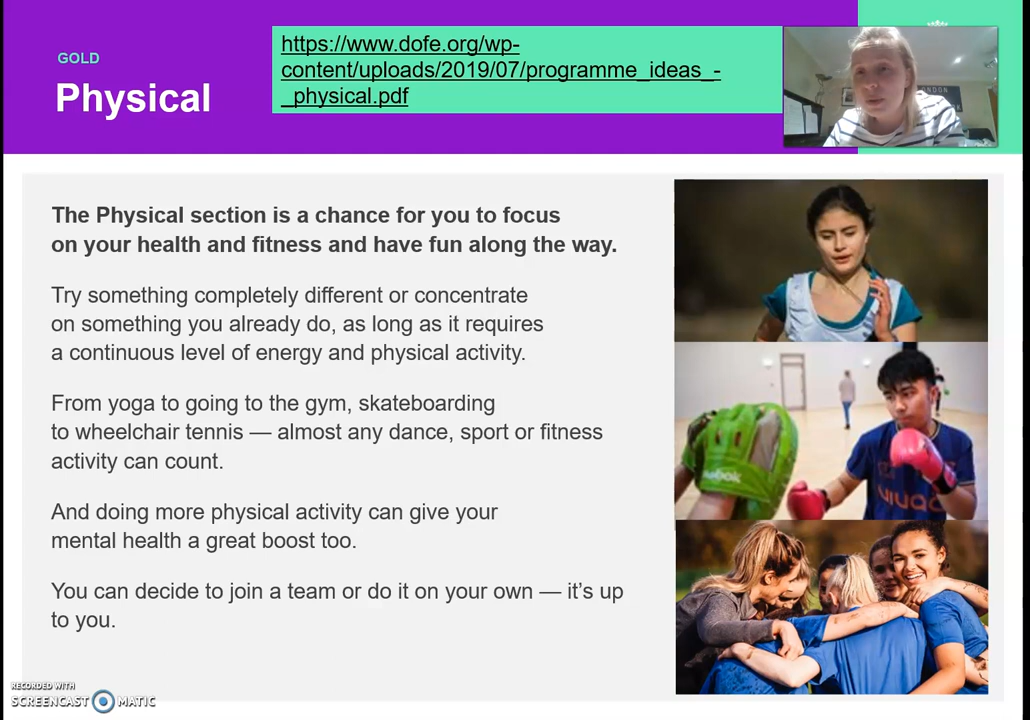 GOLD
Physical
https://www.dofe.org/wp-
content/uploads/2019/07/programme_ideas_-
_physical.pdf
The Physical section is a chance for you to focus
on your health and fitness and have fun along the way.
Try something completely different or concentrate
on something you already do, as long as it requires
a continuous level of energy and physical activity.
From yoga to going to the gym, skateboarding
to wheelchair tennis — almost any dance, sport or fitness
activity can count.
And doing more physical activity can give your
mental health a great boost too.
You can decide to join a team or do it on your own — it’s up
to you.
RECORDED WITH
SCREENCAST MATIC